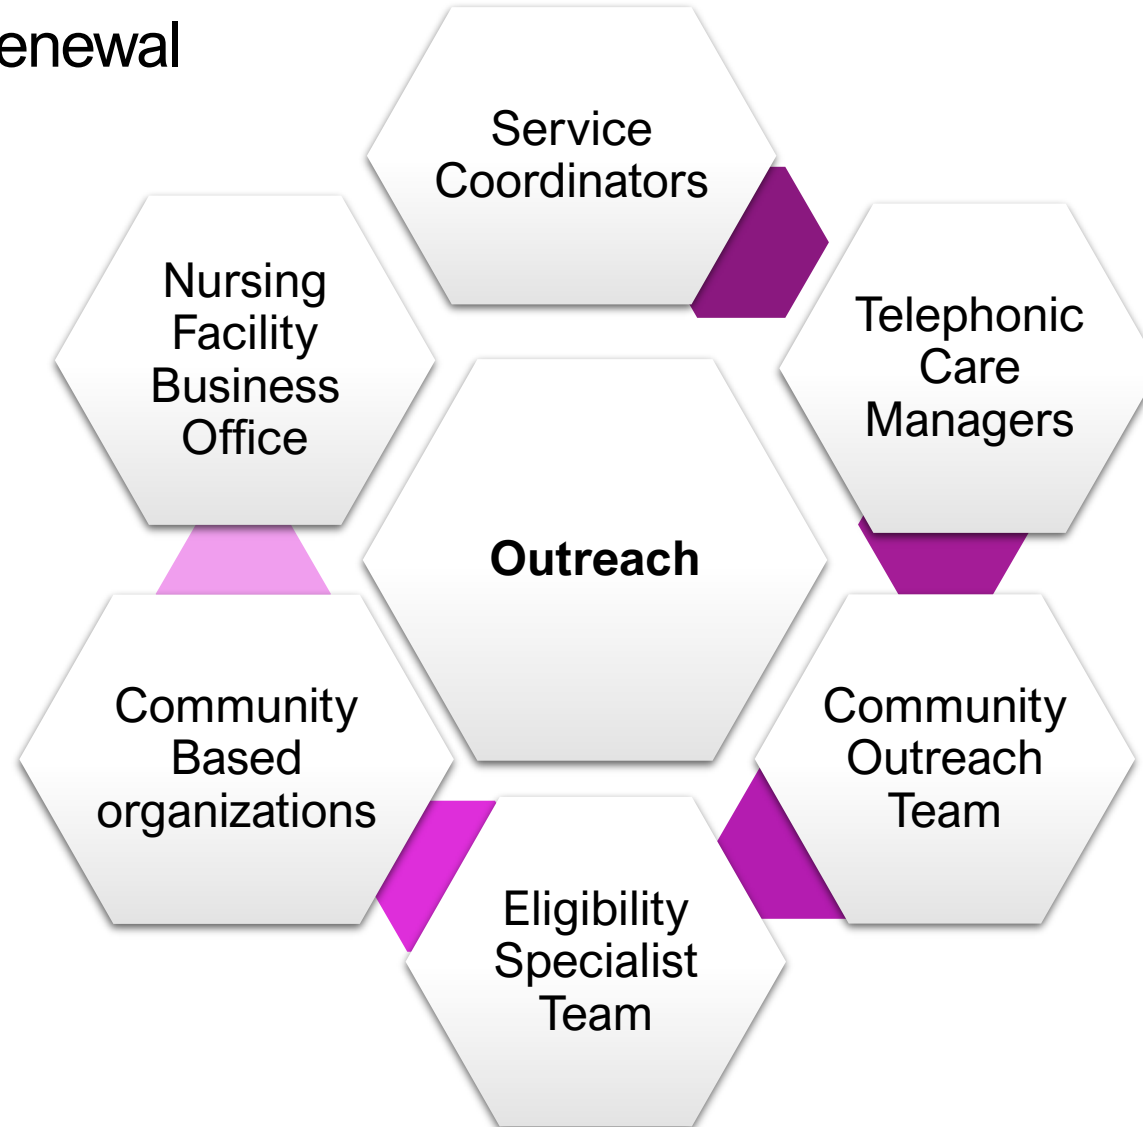 enewal
Service
Coordinators
Telephonic
Care
Managers
Community
Outreach
Team
Eligibility
Specialist
Team
Community
Based
organizations
Nursing
Facility
Business
Office
Outreach